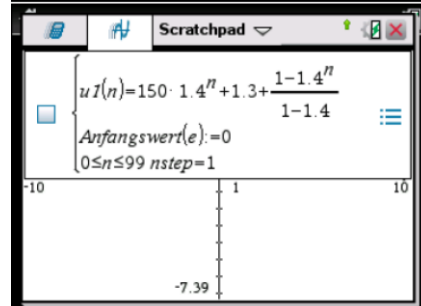 Scratchpad
u1(n)=150· 1.4^n+1.3+(1−1.4^n)/(1−1.4)
Anfangswert(e):=0
0≤n≤99 nstep=1
-10 1 10
-7.39